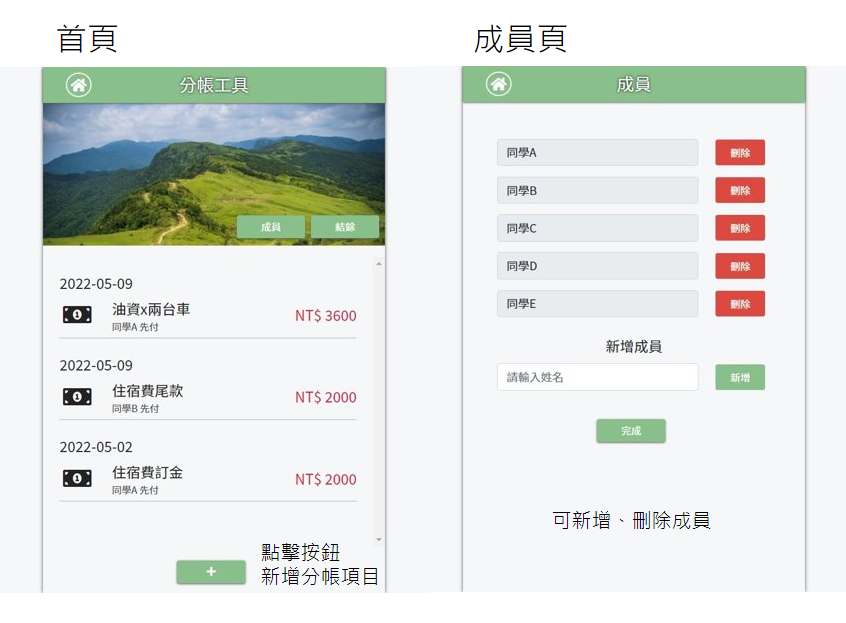 首頁
分帳工具
成員
結餘
2022-05-09
油資x兩台車
同學A 先付
NT$ 3600
2022-05-09
住宿費尾款
同學B 先付
NT$ 2000
2022-05-02
住宿費訂金
同學A 先付
NT$ 2000
+
點擊按鈕
新增分帳項目
成員頁
成員
同學A
刪除
同學B
刪除
同學C
刪除
同學D
刪除
同學E
刪除
新增成員
請輸入姓名
新增
完成
可新增、刪除成員